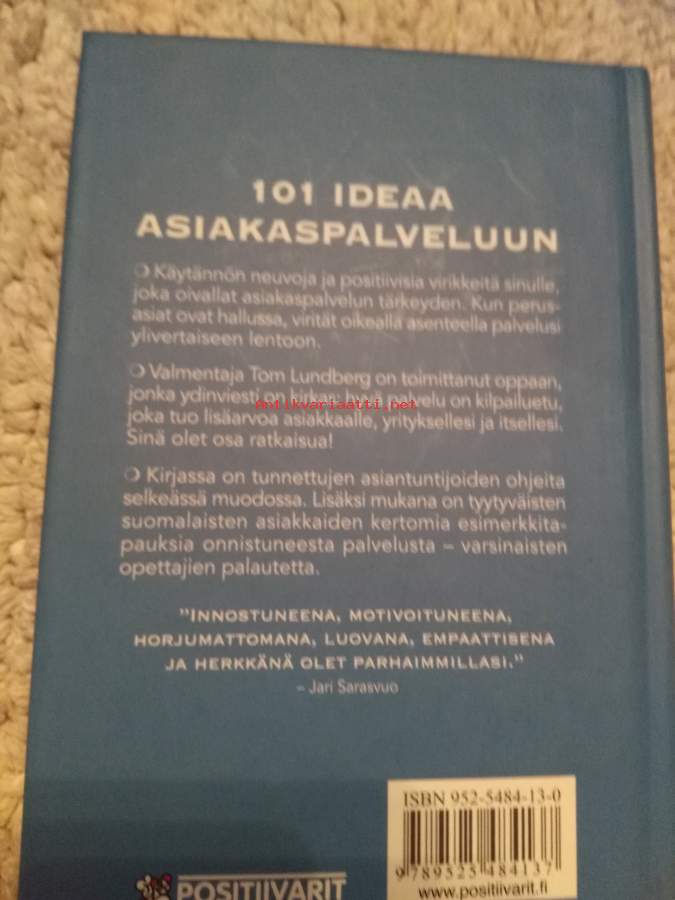 101 IDEAA
ASIAKASPALVELUUN
❍ Käytännön neuvoja ja positiivisia virikkeitä sinulle,
joka oivallat asiakaspalvelun tärkeyden. Kun perus-
asiat ovat hallussa, virität oikealla asenteella palvelusi
ylivertaiseen lentoon.
❍ Valmentaja Tom Lundberg on toimittanut oppaan,
jonka on kilpailuetu,
antikvariaatti.net
joka tuo lisäarvoa asiakkaalle, yrityksellesi ja itsellesi.
Sinä olet osa ratkaisua!
❍ Kirjassa on tunnettujen asiantuntijoiden ohjeita
selkeässä muodossa. Lisäksi mukana on tyytyväisten
suomalaisten asiakkaiden kertomia esimerkkita-
pauksia onnistuneesta palvelusta – varsinaisten
opettajien palautetta.
"INNOSTUNEENA, MOTIVOITUNEENA,
HORJUMATTOMANA, LUOVANA, EMPAATTISENA
JA HERKKÄNÄ OLET PARHAIMMILLASI."
– Jari Sarasvuo
ISBN 952-5484-13-0
9 789525 484137
www.positiivarit.fi
POSITIIVARIT